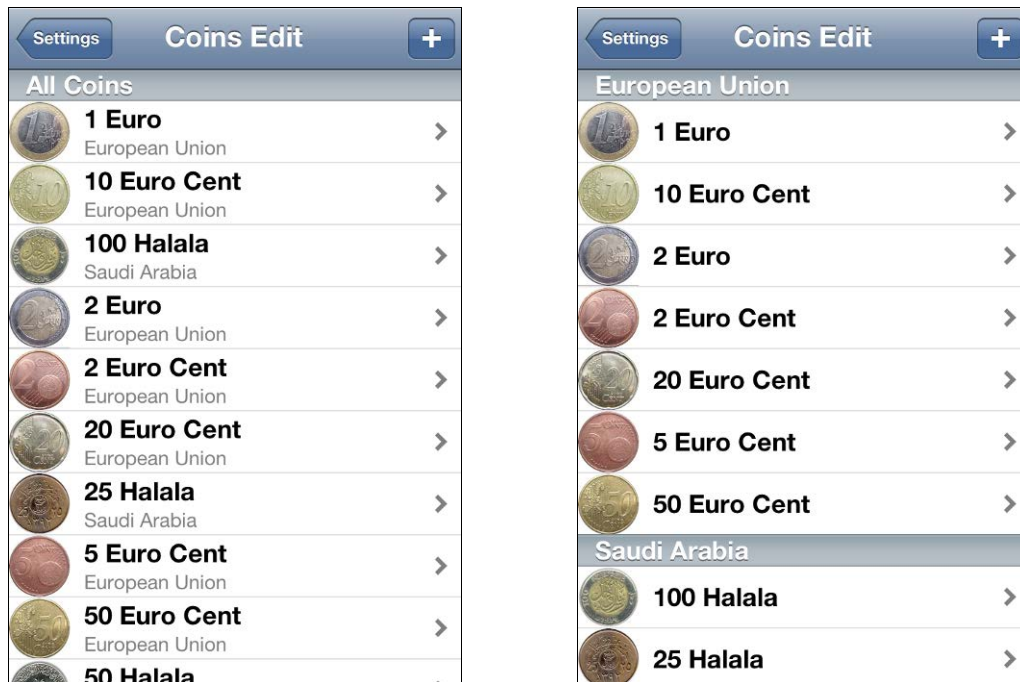 Settings
Coins Edit
+
All Coins
1 Euro
European Union
10 Euro Cent
European Union
100 Halala
Saudi Arabia
2 Euro
European Union
2 Euro Cent
European Union
20 Euro Cent
European Union
25 Halala
Saudi Arabia
5 Euro Cent
European Union
50 Euro Cent
European Union
50 Halala
Settings
Coins Edit
+
European Union
1 Euro
10 Euro Cent
2 Euro
2 Euro Cent
20 Euro Cent
5 Euro Cent
50 Euro Cent
Saudi Arabia
100 Halala
25 Halala